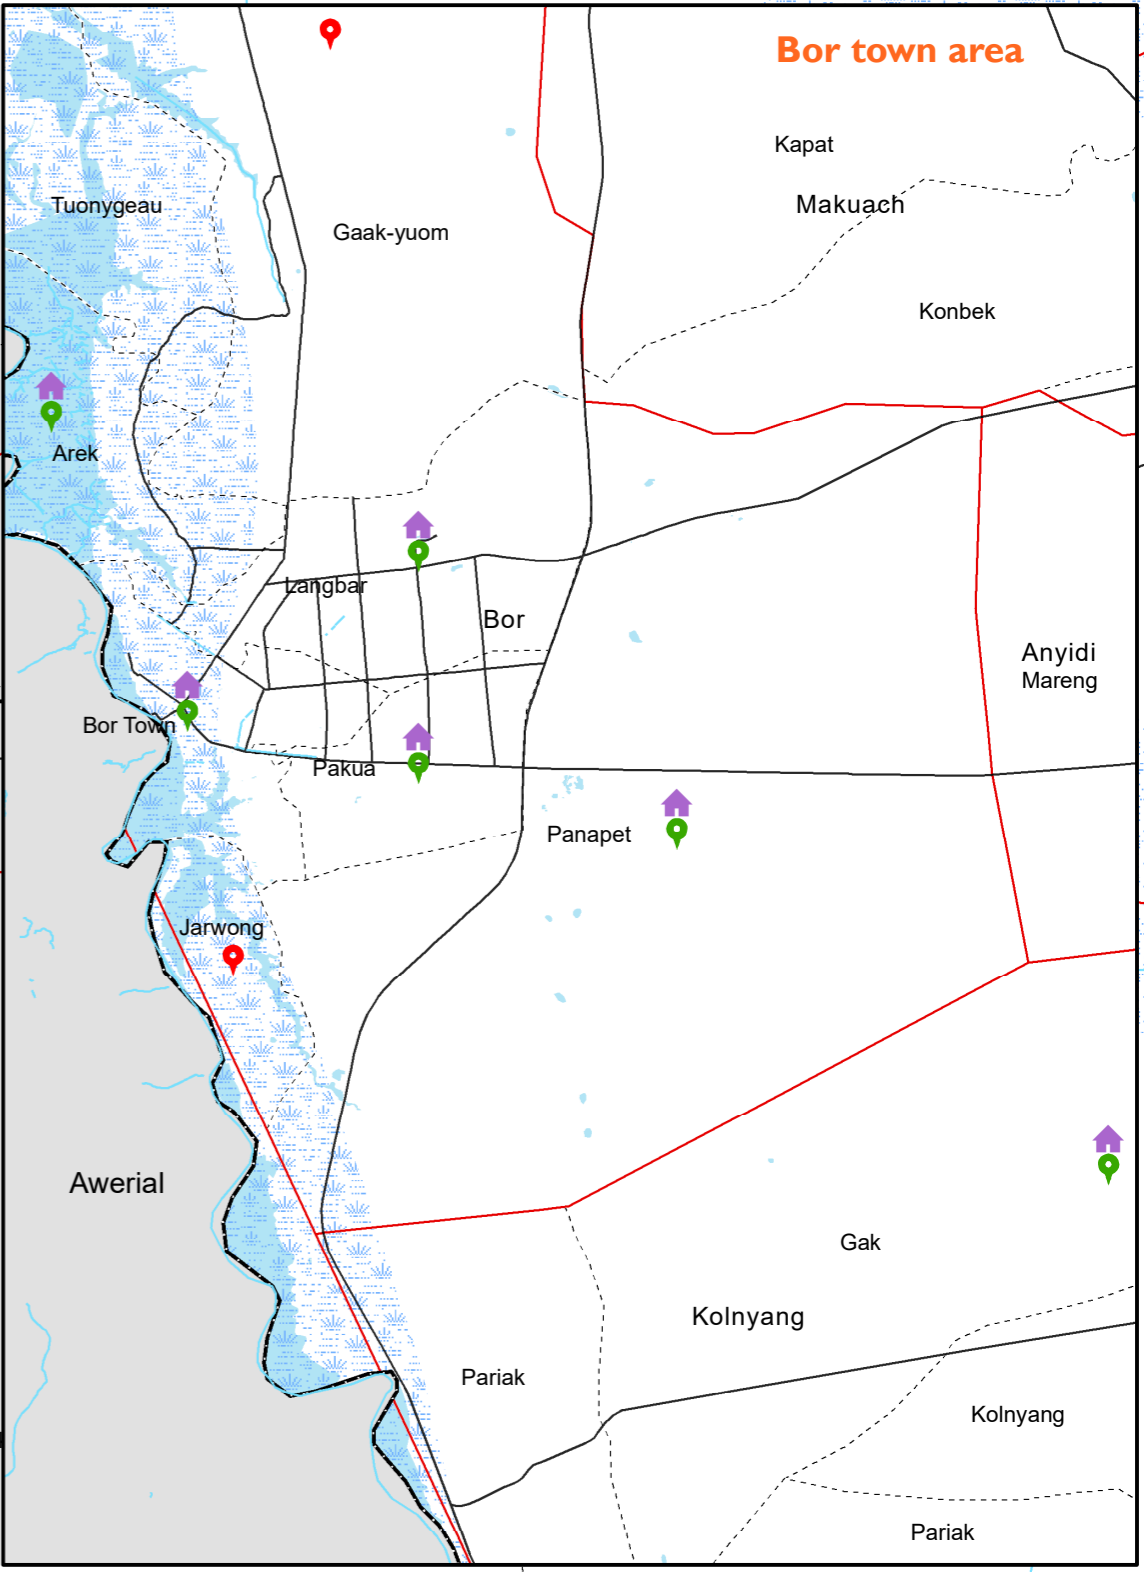 Bor town area
Kapat
Tuonygeau
Makuach
Gaak-yuom
Konbek
Arek
Langbar
Bor
Anyidi
Mareng
Bor Town
Pakua
Panapet
Jarwong
Awerial
Gak
Kolnyang
Pariak
Kolnyang
Pariak